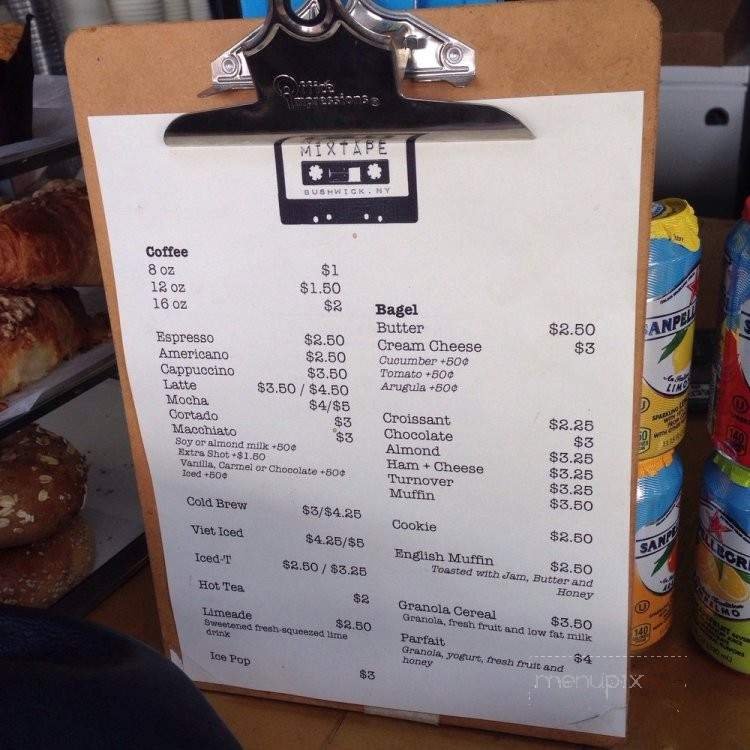 Office
Impressions®
MIXTAPE
BUSHWICK, NY
Coffee
8 oz $1
12 oz $1.50
16 oz $2
Espresso $2.50
Americano $2.50
Cappuccino $3.50
Latte $3.50 / $4.50
Mocha $4/$5
Cortado $3
Macchiato $3
Soy or almond milk +50¢
Extra Shot +$1.50
Vanilla, Carmel or Chocolate +50¢
Iced +50¢
Cold Brew $3/$4.25
Viet Iced $4.25/$5
Iced-T $2.50 / $3.25
Hot Tea $2
Limeade $2.50
Sweetened fresh-squeezed lime
drink
Ice Pop $3
Bagel
Butter $2.50
Cream Cheese $3
Cucumber +50¢
Tomato +50¢
Arugula +50¢
Croissant $2.25
Chocolate $3
Almond $3.25
Ham + Cheese $3.25
Turnover $3.25
Muffin $3.50
Cookie $2.50
English Muffin $2.50
Toasted with Jam, Butter and
Honey
Granola Cereal $3.50
Granola, fresh fruit and low fat milk
Parfait $4
Granola, yogurt, fresh fruit and
honey
menupix
SANPELL
LIMO
140
SANP
140
LLEGRI